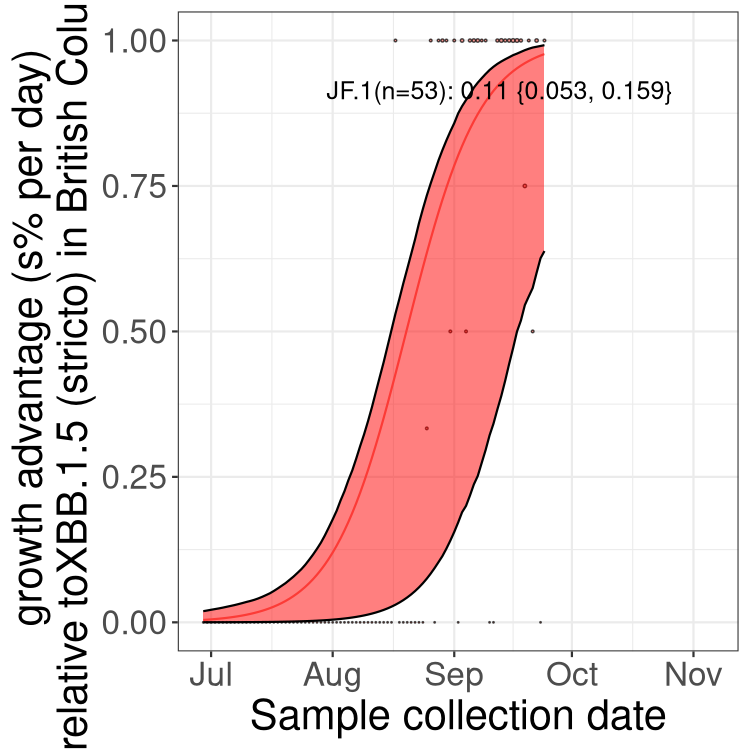 growth advantage (s% per day)
relative toXBB.1.5 (stricto) in British Colu
1.00
0.75
0.50
0.25
0.00
JF.1(n=53): 0.11 {0.053, 0.159}
Jul Aug Sep Oct Nov
Sample collection date